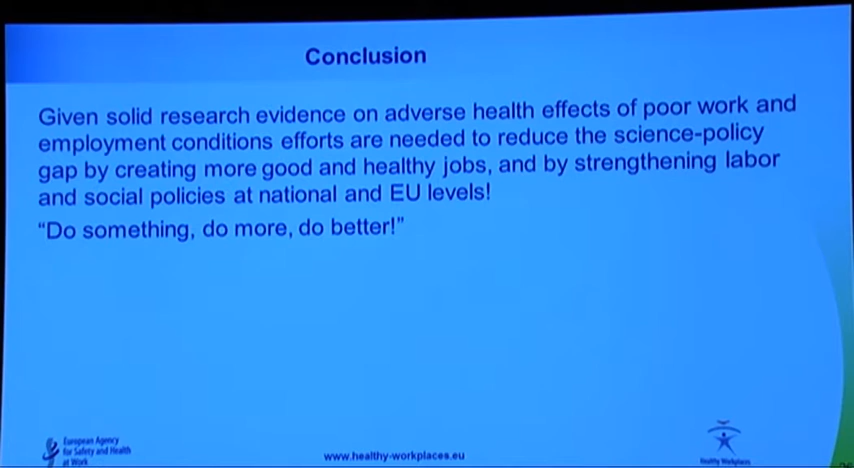 Conclusion
Given solid research evidence on adverse health effects of poor work and
employment conditions efforts are needed to reduce the science-policy
gap by creating more good and healthy jobs, and by strengthening labor
and social policies at national and EU levels!
“Do something, do more, do better!”
European Agency
for Safety and Health
at Work
www.healthy-workplaces.eu
Healthy Workplaces